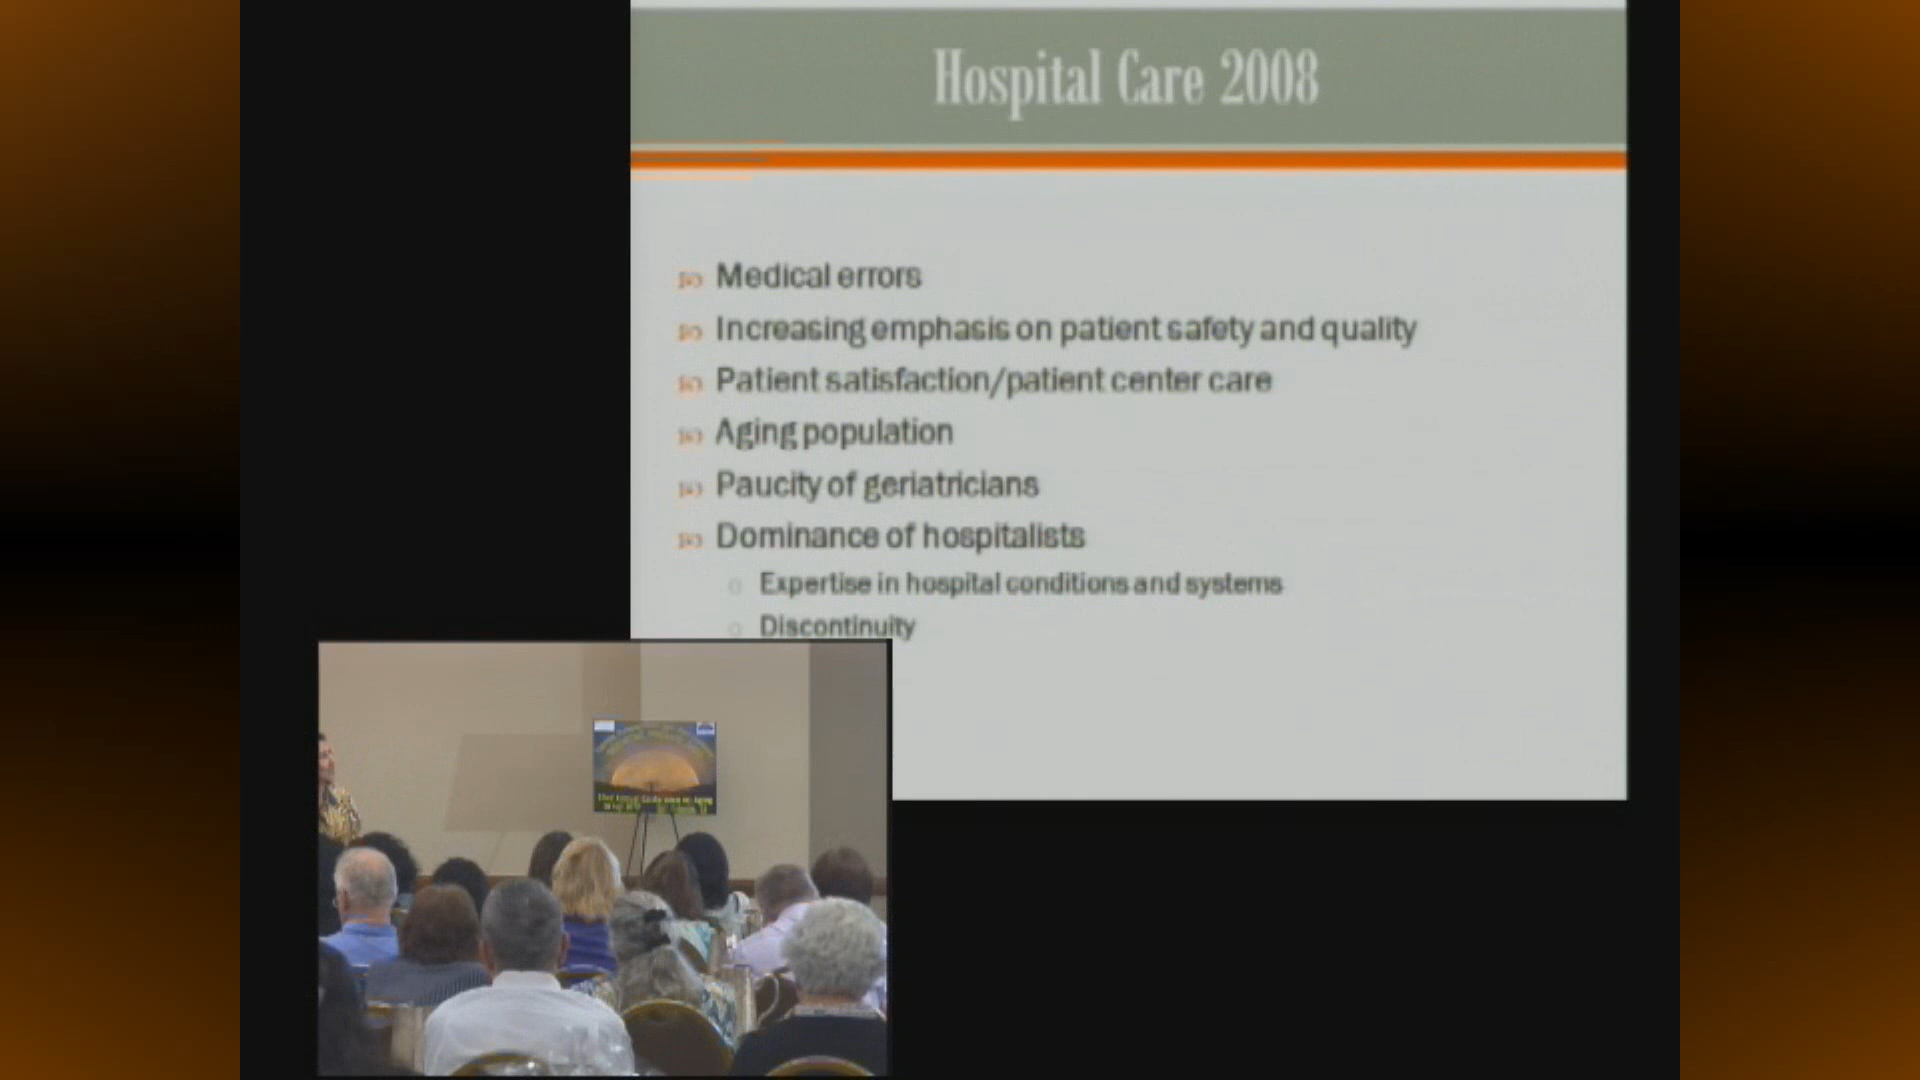 Hospital Care 2008
Medical errors
Increasing emphasis on patient safety and quality
Patient satisfaction/patient center care
Aging population
Paucity of geriatricians
Dominance of hospitalists
Expertise in hospital conditions and systems
Discontinuity